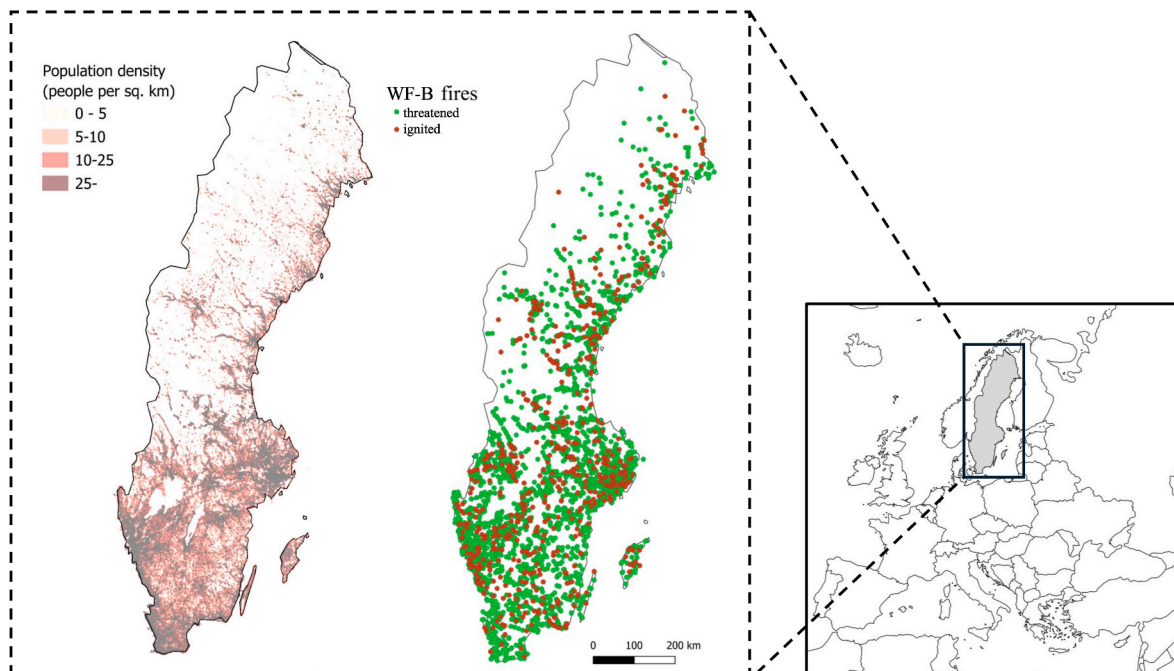 Population density
(people per sq. km)
0 - 5
5-10
10-25
25-
WF-B fires
threatened
ignited
0 100 200 km